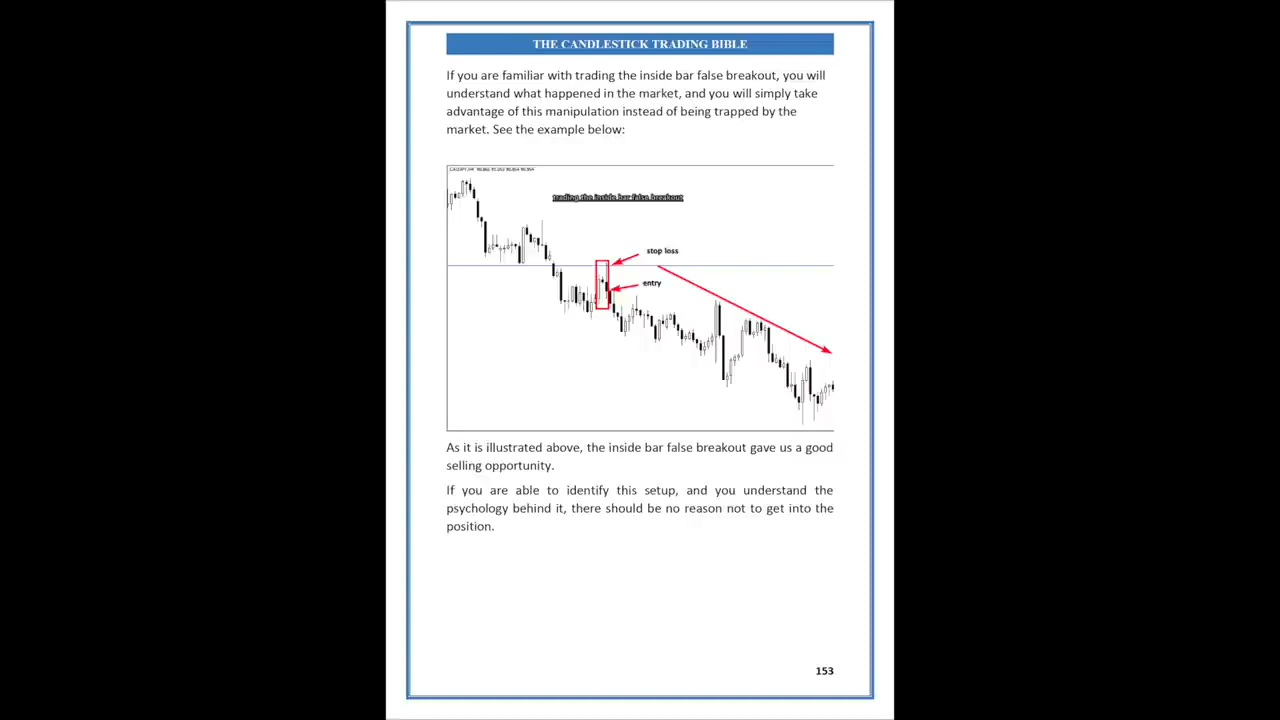 THE CANDLESTICK TRADING BIBLE
If you are familiar with trading the inside bar false breakout, you will
understand what happened in the market, and you will simply take
advantage of this manipulation instead of being trapped by the
market. See the example below:
trading the inside bar false breakout
stop loss
entry
As it is illustrated above, the inside bar false breakout gave us a good
selling opportunity.
If you are able to identify this setup, and you understand the
psychology behind it, there should be no reason not to get into the
position.
153